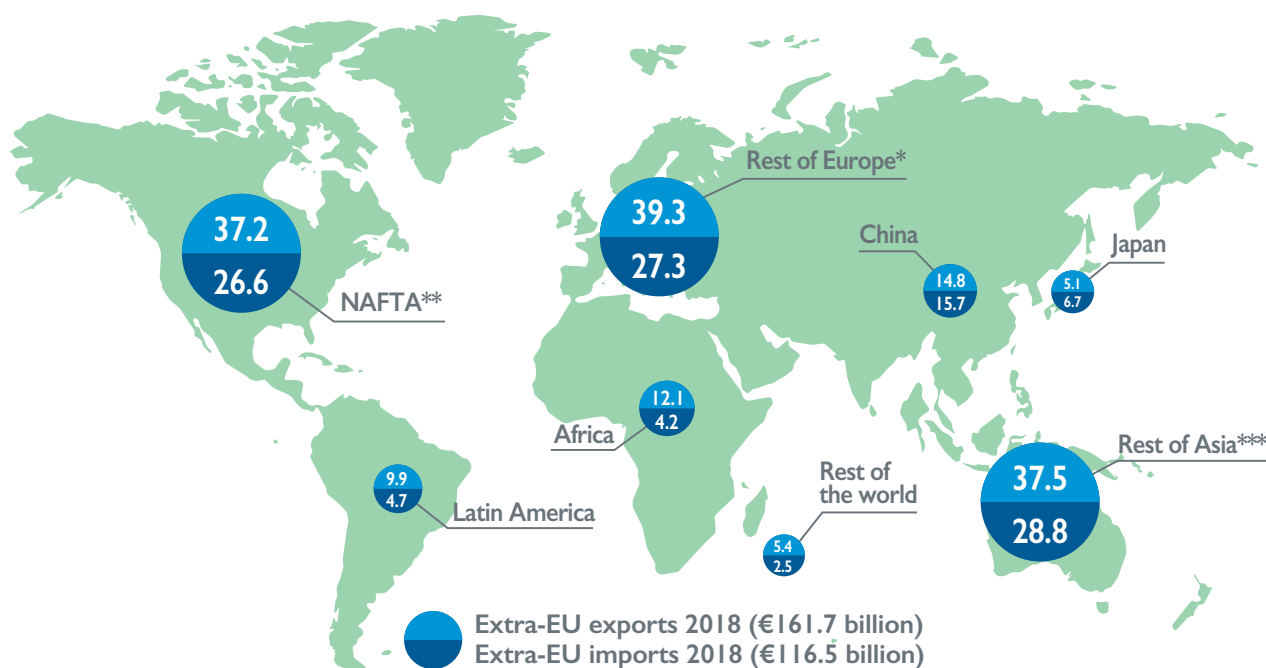 Rest of Europe*
39.3
27.3
37.2
26.6
NAFTA**
China
14.8
15.7
Japan
5.1
6.7
12.1
4.2
Africa
Rest of Asia***
37.5
28.8
9.9
4.7
Latin America
Rest of
the world
5.4
2.5
Extra-EU exports 2018 (€161.7 billion)
Extra-EU imports 2018 (€116.5 billion)